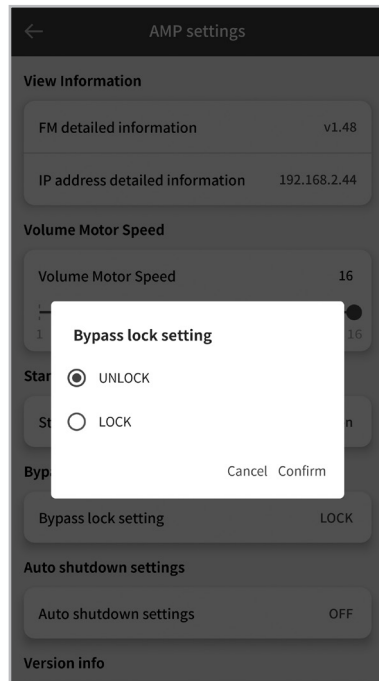 AMP settings
View Information
FM detailed information v1.48
IP address detailed information 192.168.2.44
Volume Motor Speed
Volume Motor Speed 16
1 16
Bypass lock setting
UNLOCK
LOCK
Cancel Confirm
Bypass lock setting LOCK
Auto shutdown settings
Auto shutdown settings OFF
Version info